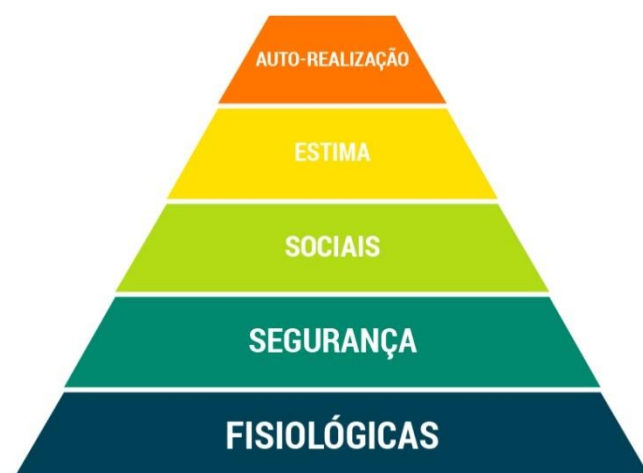 AUTO-REALIZAÇÃO
ESTIMA
SOCIAIS
SEGURANÇA
FISIOLÓGICAS